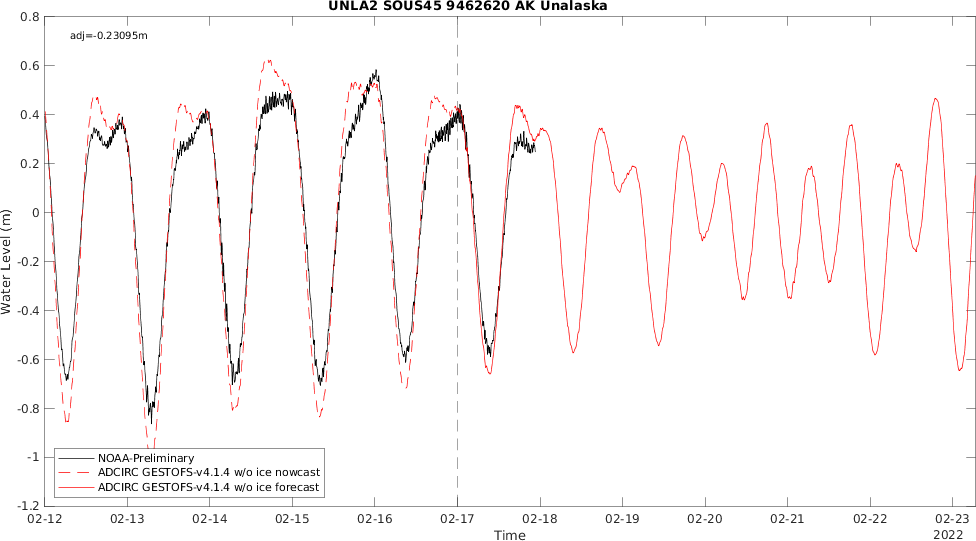 UNLA2 SOUS45 9462620 AK Unalaska
adj=-0.23095m
0.8
0.6
0.4
0.2
0
-0.2
-0.4
-0.6
-0.8
-1
-1.2
Water Level (m)
NOAA-Preliminary
ADCIRC GESTOFS-v4.1.4 w/o ice nowcast
ADCIRC GESTOFS-v4.1.4 w/o ice forecast
02-12 02-13 02-14 02-15 02-16 02-17 02-18 02-19 02-20 02-21 02-22 02-23
Time
2022